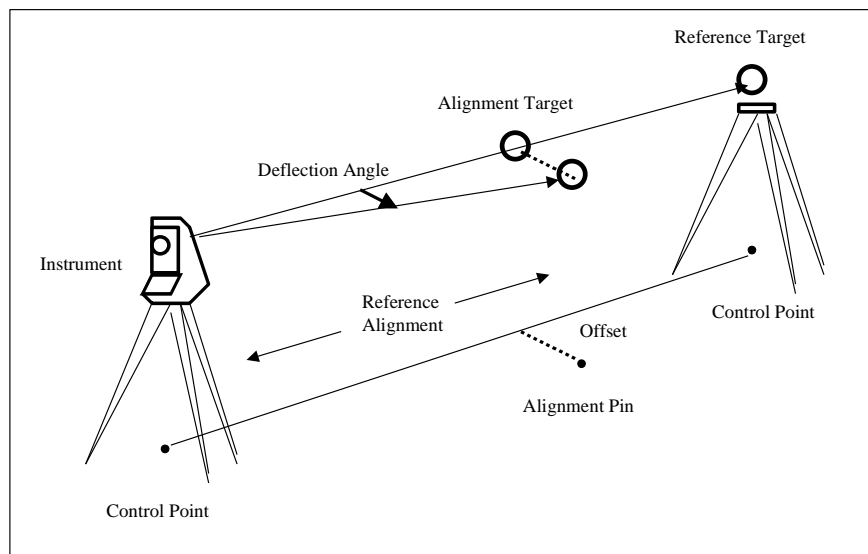 Reference Target
Alignment Target
Deflection Angle
Instrument
Reference
Alignment
Offset
Control Point
Alignment Pin
Control Point